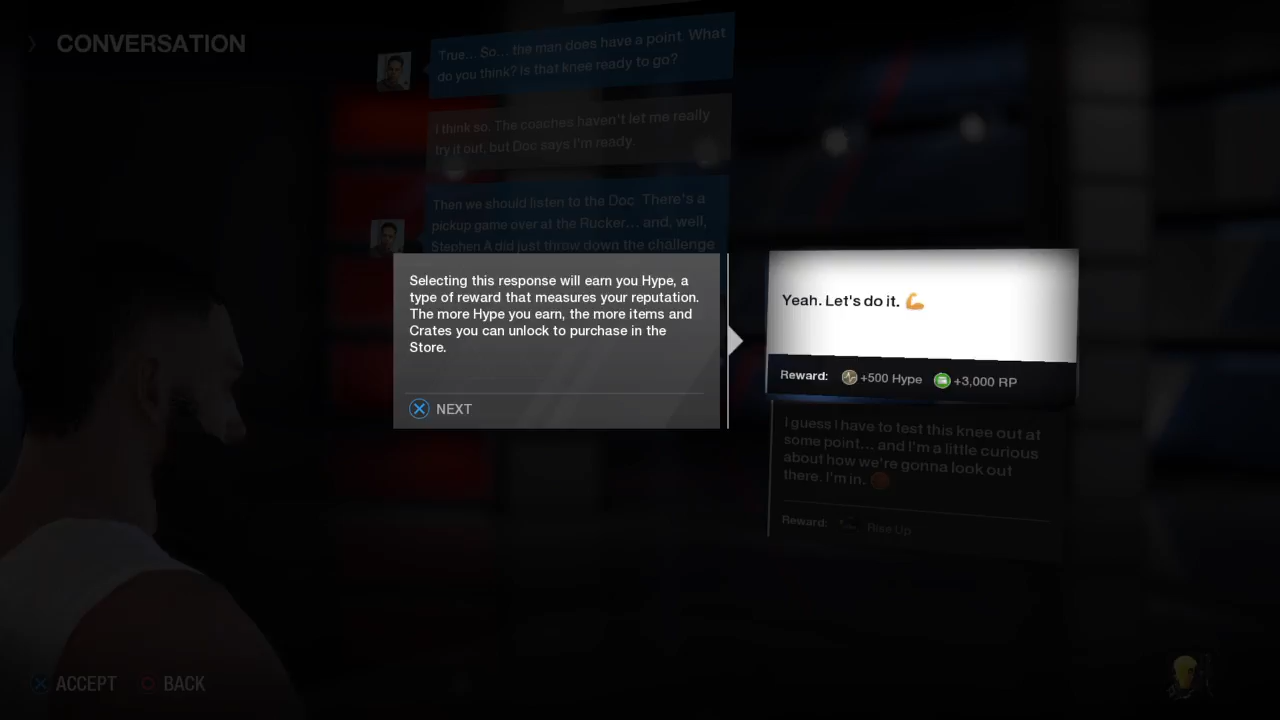 CONVERSATION
True... So... the man does have a point. What
do you think? Is that knee ready to go?
I think so. The coaches haven't let me really
try it out, but Doc says I'm ready.
Then we should listen to the Doc. There's a
pickup game over at the Rucker... and, well,
Stephen A did just throw down the challenge
Selecting this response will earn you Hype, a
type of reward that measures your reputation.
The more Hype you earn, the more items and
Crates you can unlock to purchase in the
Store.
NEXT
Yeah. Let's do it. 💪
Reward: +500 Hype +3,000 RP
I guess I have to test this knee out at
some point... and I'm a little curious
about how we're gonna look out
there. I'm in. 🏀
Reward: Rise Up
ACCEPT BACK